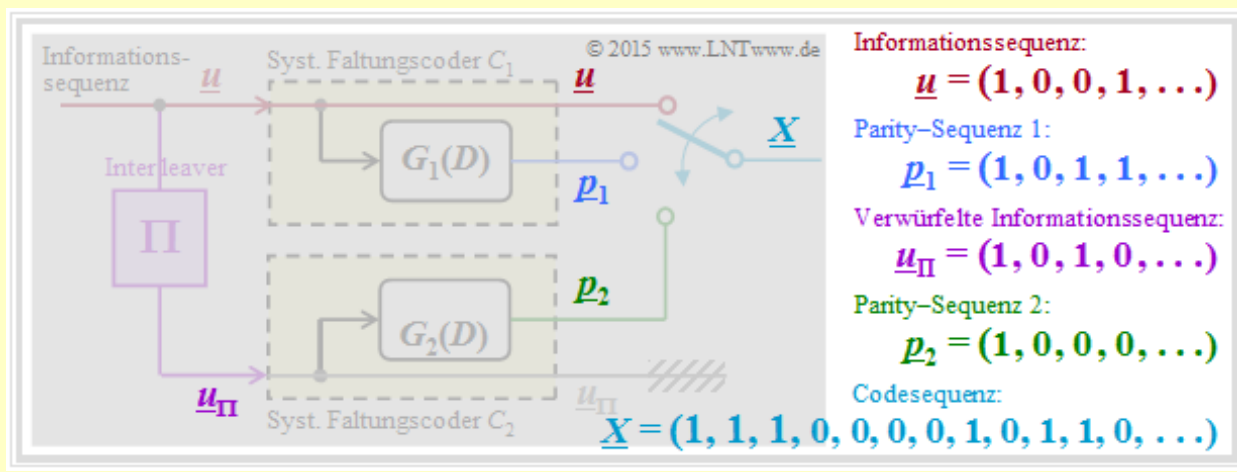 Informations-
sequenz
u
Syst. Faltungscoder C1
© 2015 www.LNTwww.de
u
X
Interleaver
Π
G1(D)
p1
p2
G2(D)
uΠ
uΠ
Syst. Faltungscoder C2
Informationssequenz:
u = (1, 0, 0, 1, . . .)
Parity–Sequenz 1:
p1 = (1, 0, 1, 1, . . .)
Verwürfelte Informationssequenz:
uΠ = (1, 0, 1, 0, . . .)
Parity–Sequenz 2:
p2 = (1, 0, 0, 0, . . .)
Codesequenz:
X = (1, 1, 1, 0, 0, 0, 0, 1, 0, 1, 1, 0, . . .)